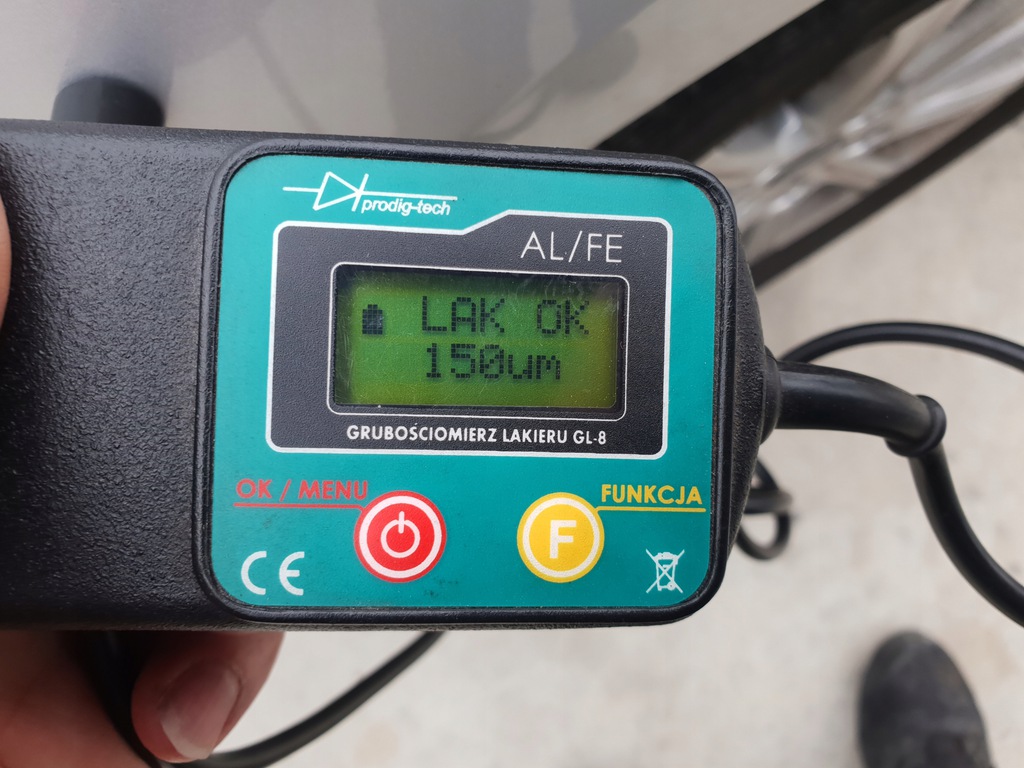 prodig-tech
AL/FE
LAK OK
150um
GRUBOŚCIOMIERZ LAKIERU GL-8
OK / MENU
FUNKCJA
F
CE